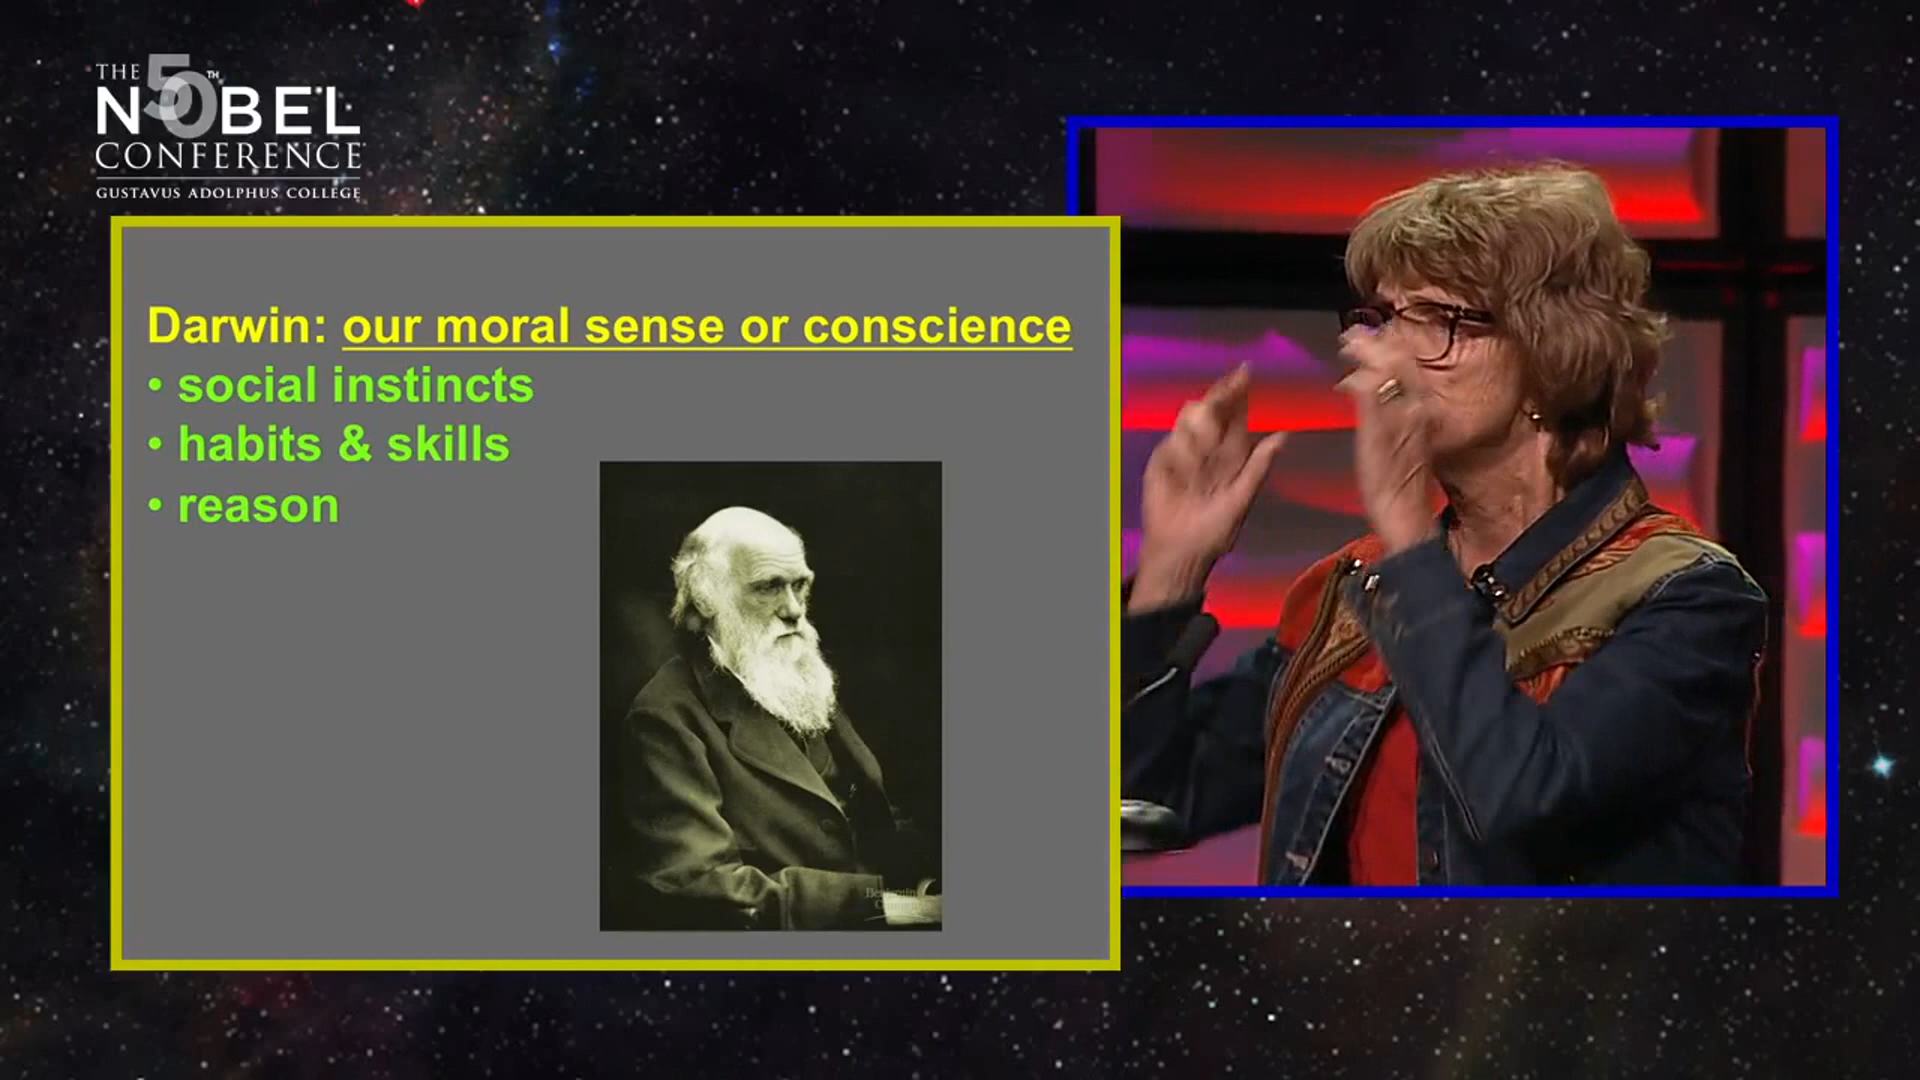 THE 50TH
NOBEL
CONFERENCE
GUSTAVUS ADOLPHUS COLLEGE
Darwin: our moral sense or conscience
• social instincts
• habits & skills
• reason